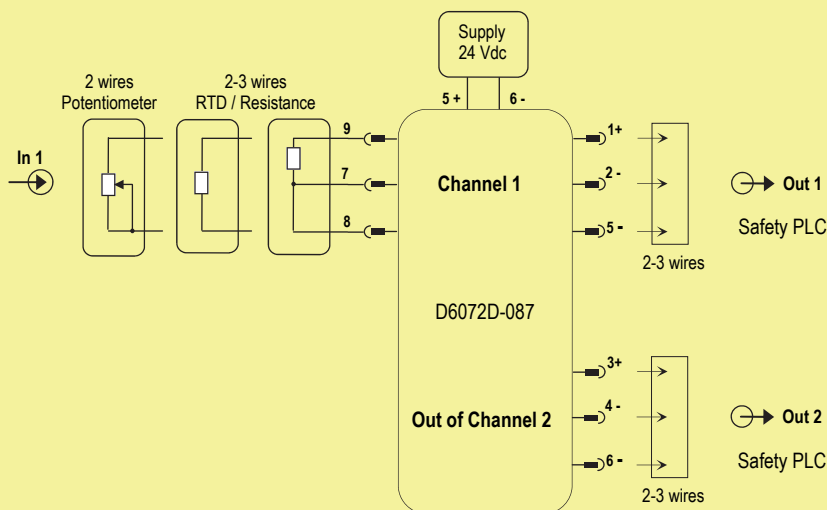 Supply
24 Vdc
5 +
6 -
2 wires
Potentiometer
2-3 wires
RTD / Resistance
In 1
9
7
8
Channel 1
1+
2 -
5 -
2-3 wires
Out 1
Safety PLC
D6072D-087
Out of Channel 2
3+
4 -
6 -
2-3 wires
Out 2
Safety PLC